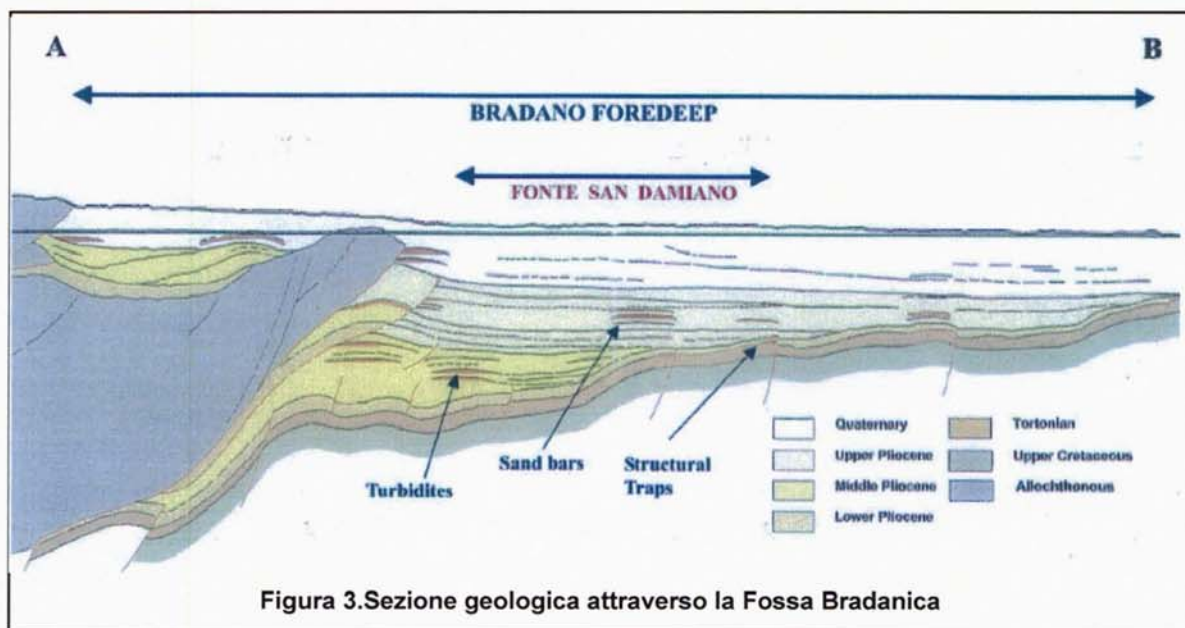 A
B
BRADANO FOREDEEP
FONTE SAN DAMIANO
Turbidites
Sand bars
Structural
Traps
Quaternary
Upper Pliocene
Middle Pliocene
Lower Pliocene
Tortonian
Upper Cretaceous
Allochthonous
Figura 3.Sezione geologica attraverso la Fossa Bradanica